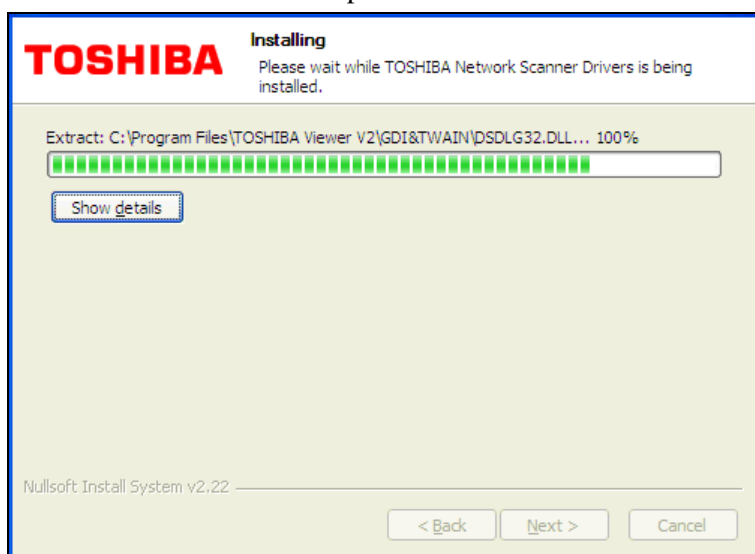 TOSHIBA
Installing
Please wait while TOSHIBA Network Scanner Drivers is being
installed.
Extract: C:\Program Files\TOSHIBA Viewer V2\GDI&TWAIN\DSDLG32.DLL... 100%
Show details
Nullsoft Install System v2.22
< Back Next > Cancel